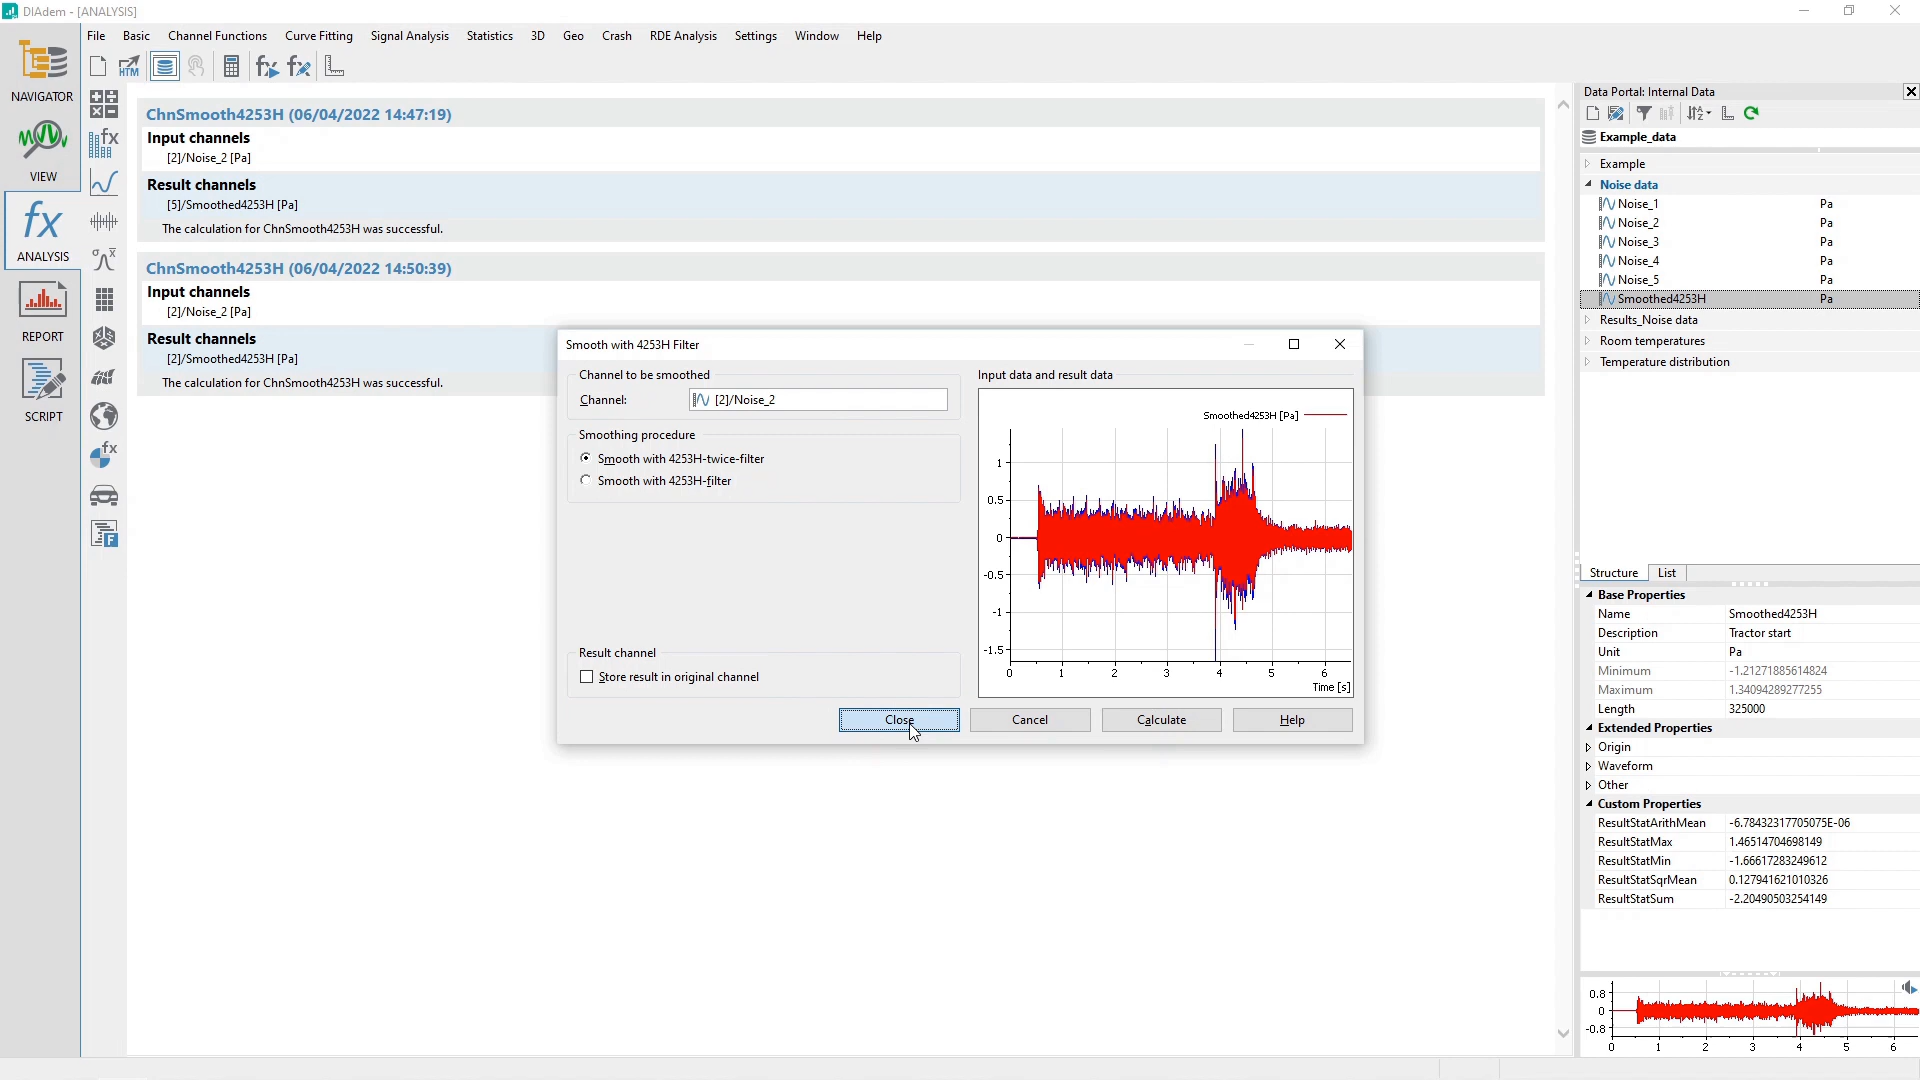 DIAdem - [ANALYSIS]
File Basic Channel Functions Curve Fitting Signal Analysis Statistics 3D Geo Crash RDE Analysis Settings Window Help
HTM
NAVIGATOR
VIEW
fx
ANALYSIS
REPORT
SCRIPT
ChnSmooth4253H (06/04/2022 14:47:19)
Input channels
[2]/Noise_2 [Pa]
Result channels
[5]/Smoothed4253H [Pa]
The calculation for ChnSmooth4253H was successful.
ChnSmooth4253H (06/04/2022 14:50:39)
Input channels
[2]/Noise_2 [Pa]
Result channels
[2]/Smoothed4253H [Pa]
The calculation for ChnSmooth4253H was successful.
Smooth with 4253H Filter
Channel to be smoothed
Channel: [2]/Noise_2
Smoothing procedure
Smooth with 4253H-twice-filter
Smooth with 4253H-filter
Result channel
Store result in original channel
Input data and result data
Smoothed4253H [Pa]
1
0.5
0
-0.5
-1
-1.5
0 1 2 3 4 5 6
Time [s]
Close Cancel Calculate Help
Data Portal: Internal Data
Example_data
Example
Noise data
Noise_1 Pa
Noise_2 Pa
Noise_3 Pa
Noise_4 Pa
Noise_5 Pa
Smoothed4253H Pa
Results_Noise data
Room temperatures
Temperature distribution
Structure List
Base Properties
Name Smoothed4253H
Description Tractor start
Unit Pa
Minimum -1.21271885614824
Maximum 1.34094289277255
Length 325000
Extended Properties
Origin
Waveform
Other
Custom Properties
ResultStatArithMean -6.78432317705075E-06
ResultStatMax 1.46514704698149
ResultStatMin -1.66617283249612
ResultStatSqrMean 0.127941621010326
ResultStatSum -2.20490503254149
0.8
0
-0.8
0 1 2 3 4 5 6